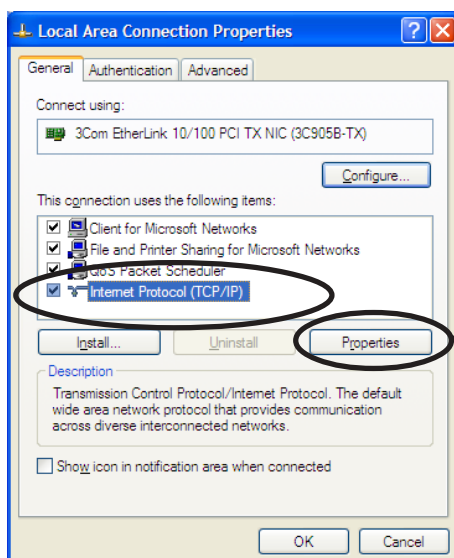 Local Area Connection Properties
General Authentication Advanced
Connect using:
3Com EtherLink 10/100 PCI TX NIC (3C905B-TX)
Configure...
This connection uses the following items:
Client for Microsoft Networks
File and Printer Sharing for Microsoft Networks
QoS Packet Scheduler
Internet Protocol (TCP/IP)
Install... Uninstall Properties
Description
Transmission Control Protocol/Internet Protocol. The default
wide area network protocol that provides communication
across diverse interconnected networks.
Show icon in notification area when connected
OK Cancel